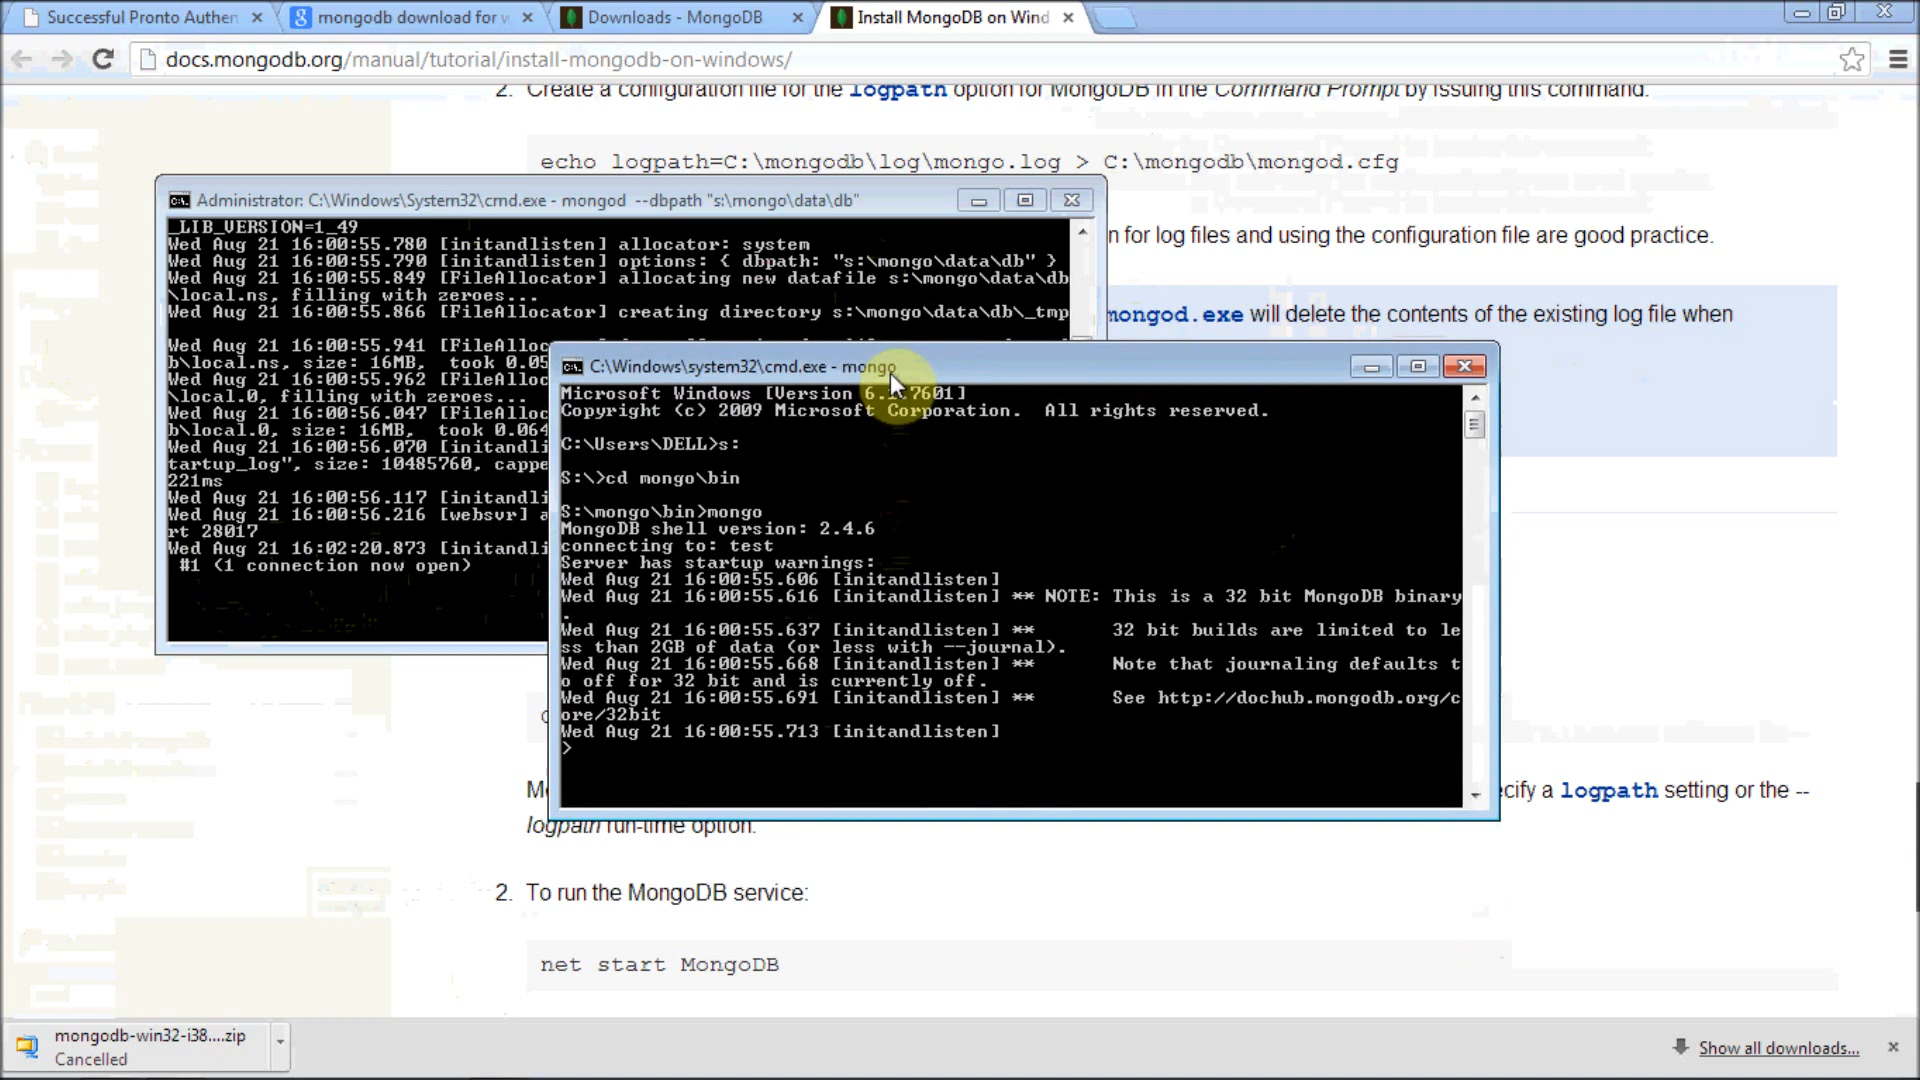 Successful Pronto Authen
mongodb download for w
Downloads - MongoDB
Install MongoDB on Wind
docs.mongodb.org/manual/tutorial/install-mongodb-on-windows/
2. Create a configuration file for the logpath option for MongoDB in the Command Prompt by issuing this command.
echo logpath=C:\mongodb\log\mongo.log > C:\mongodb\mongod.cfg
n for log files and using the configuration file are good practice.
mongod.exe will delete the contents of the existing log file when
Administrator: C:\Windows\System32\cmd.exe - mongod  --dbpath "s:\mongo\data\db"
_LIB_VERSION=1_49
Wed Aug 21 16:00:55.780 [initandlisten] allocator: system
Wed Aug 21 16:00:55.790 [initandlisten] options: { dbpath: "s:\mongo\data\db" }
Wed Aug 21 16:00:55.849 [FileAllocator] allocating new datafile s:\mongo\data\db
\local.ns, filling with zeroes...
Wed Aug 21 16:00:55.866 [FileAllocator] creating directory s:\mongo\data\db\_tmp
Wed Aug 21 16:00:55.941 [FileAlloc
b\local.ns, size: 16MB,  took 0.05
Wed Aug 21 16:00:55.962 [FileAlloc
\local.0, filling with zeroes...
Wed Aug 21 16:00:56.047 [FileAlloc
b\local.0, size: 16MB,  took 0.064
Wed Aug 21 16:00:56.070 [initandli
tartup_log", size: 10485760, cappe
221ms
Wed Aug 21 16:00:56.117 [initandli
Wed Aug 21 16:00:56.216 [websvr] a
rt 28017
Wed Aug 21 16:02:20.873 [initandli
#1 (1 connection now open)
C:\Windows\system32\cmd.exe - mongo
Microsoft Windows [Version 6.1.7601]
Copyright (c) 2009 Microsoft Corporation.  All rights reserved.
C:\Users\DELL>s:
S:\>cd mongo\bin
S:\mongo\bin>mongo
MongoDB shell version: 2.4.6
connecting to: test
Server has startup warnings:
Wed Aug 21 16:00:55.606 [initandlisten]
Wed Aug 21 16:00:55.616 [initandlisten] ** NOTE: This is a 32 bit MongoDB binary
.
Wed Aug 21 16:00:55.637 [initandlisten] **       32 bit builds are limited to le
ss than 2GB of data (or less with --journal).
Wed Aug 21 16:00:55.668 [initandlisten] **       Note that journaling defaults t
o off for 32 bit and is currently off.
Wed Aug 21 16:00:55.691 [initandlisten] **       See http://dochub.mongodb.org/c
ore/32bit
Wed Aug 21 16:00:55.713 [initandlisten]
>
ecify a logpath setting or the --
logpath run-time option.
2. To run the MongoDB service:
net start MongoDB
mongodb-win32-i38....zip
Cancelled
Show all downloads...